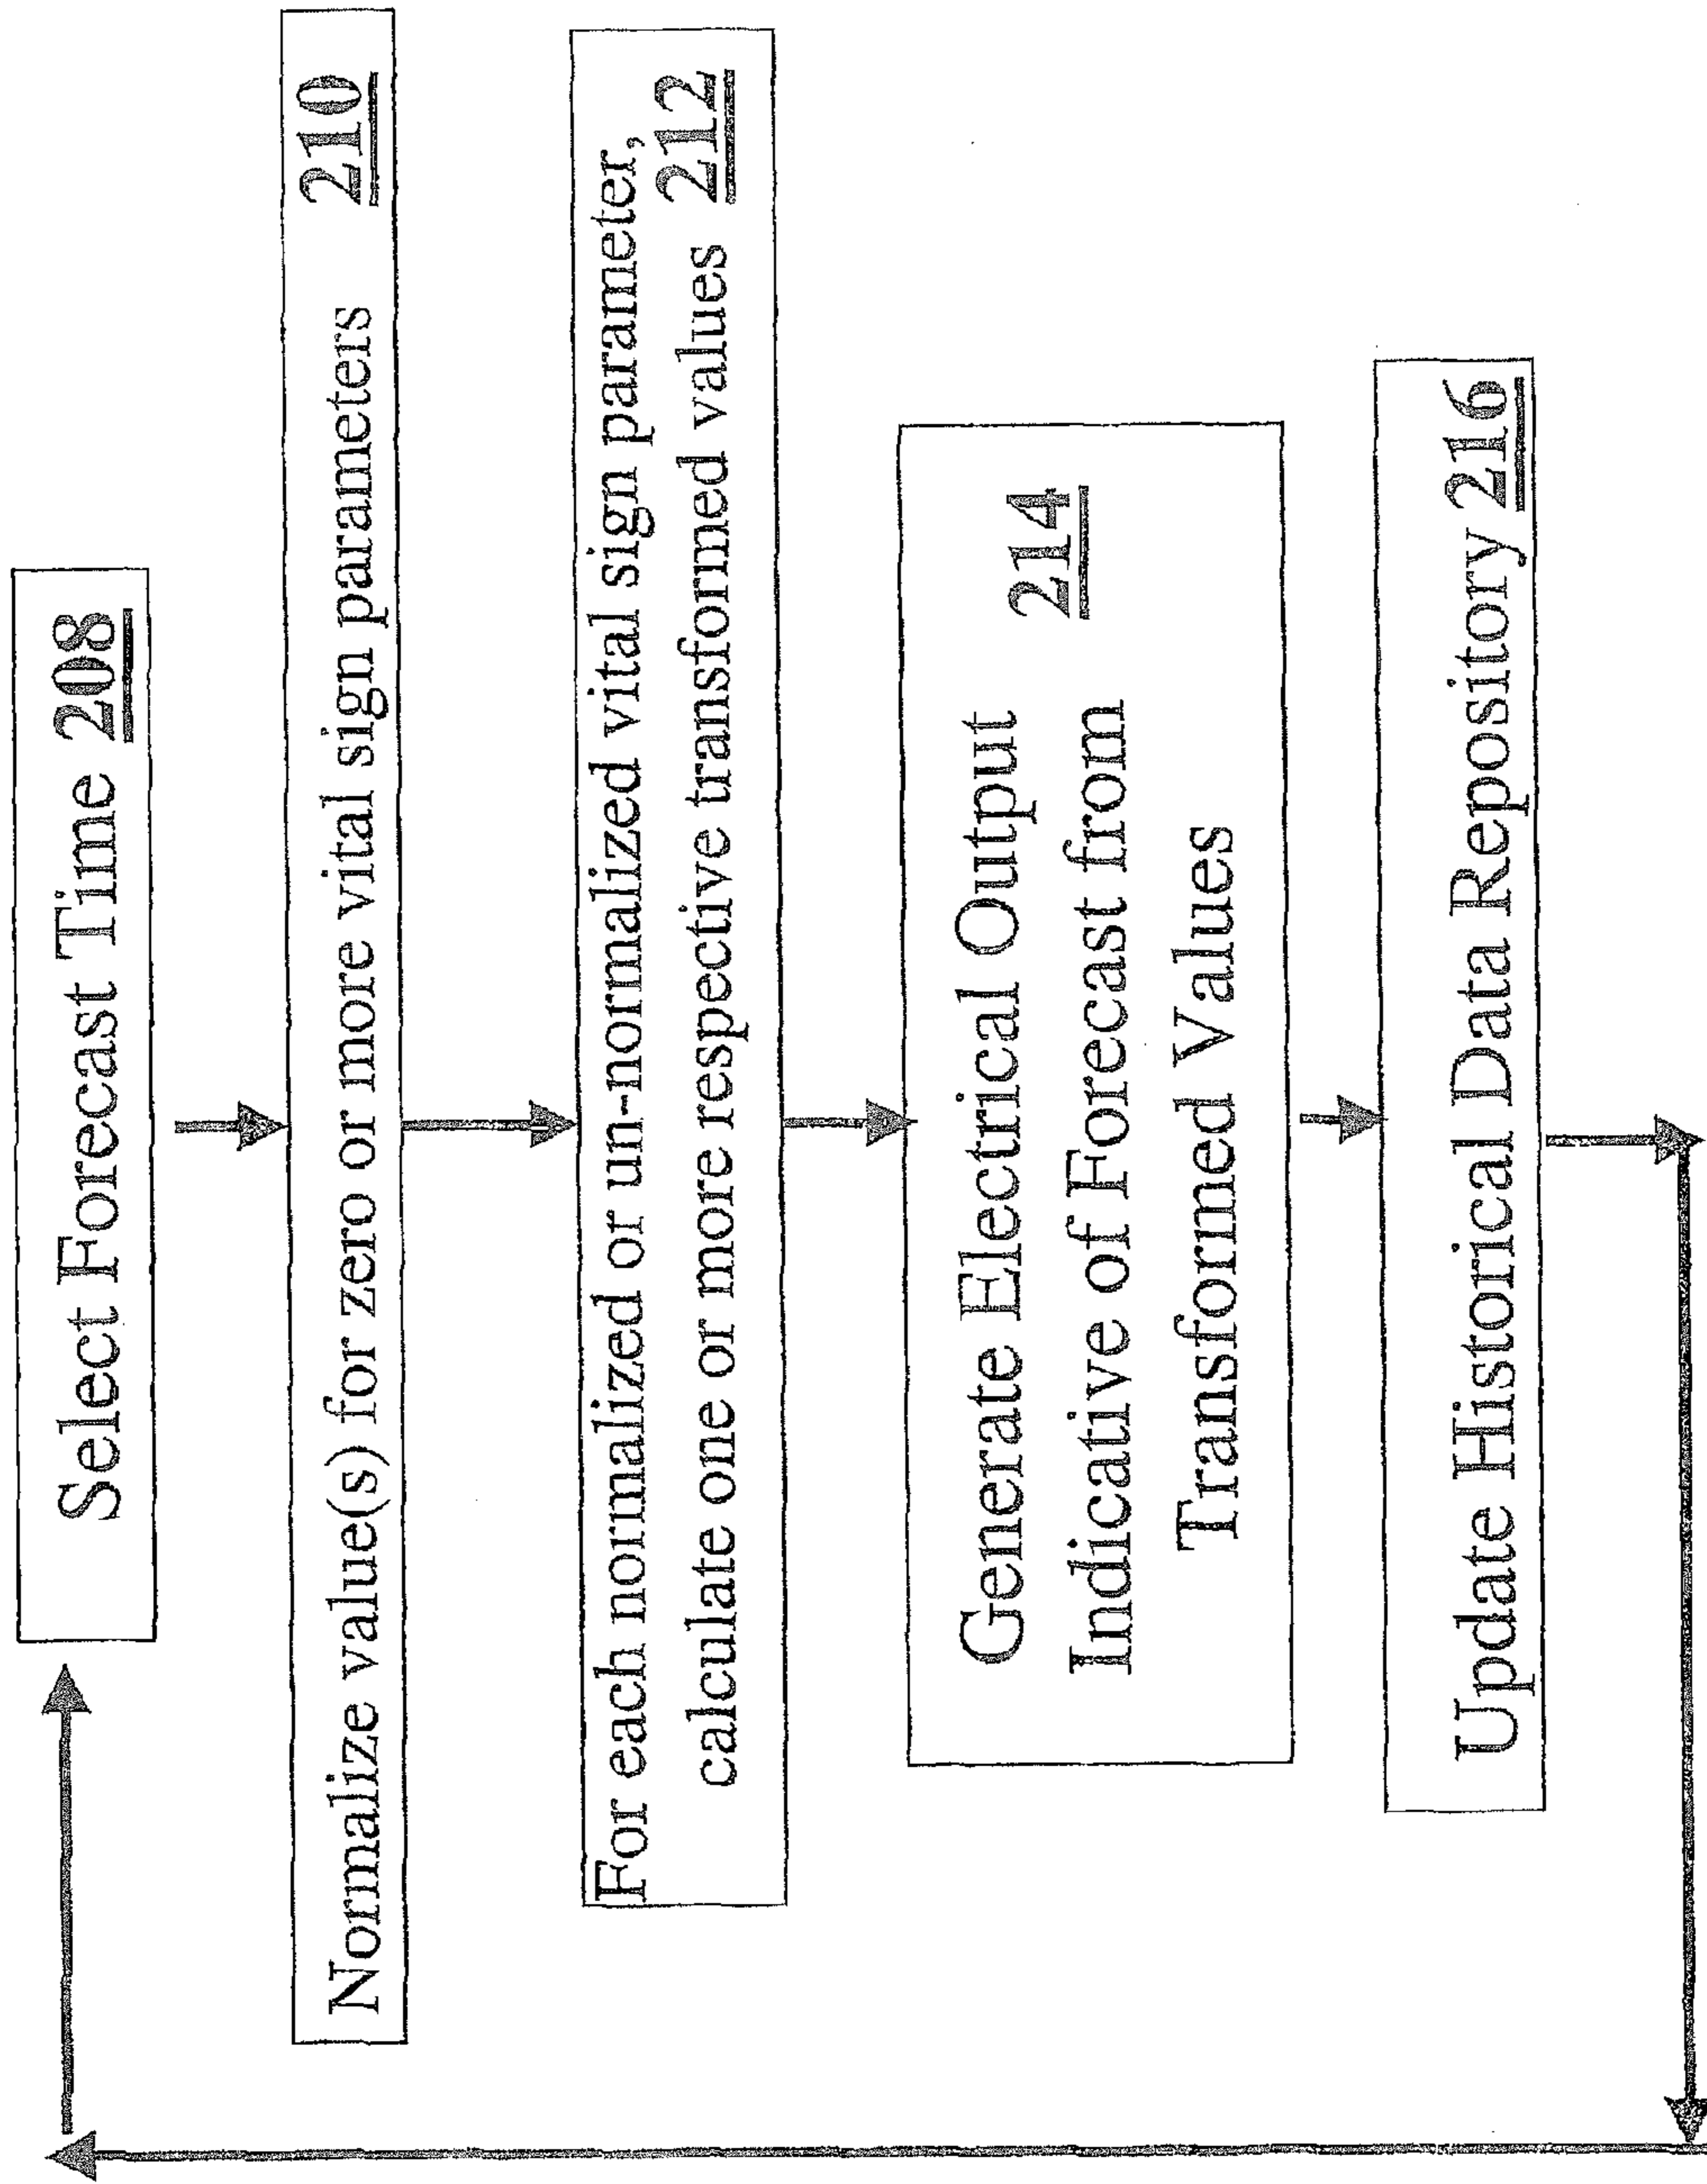 Select Forecast Time 208
Normalize value(s) for zero or more vital sign parameters 210
For each normalized or un-normalized vital sign parameter,
calculate one or more respective transformed values 212
Generate Electrical Output
214
Indicative of Forecast from
Transformed Values
Update Historical Data Repository 216